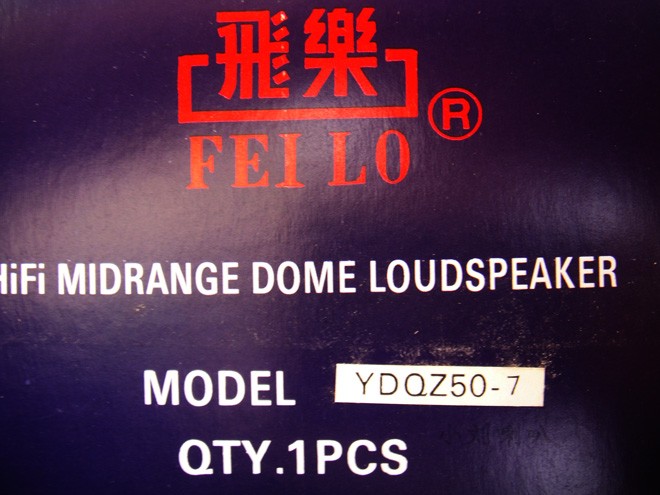 飛樂
®
FEI LO
HiFi MIDRANGE DOME LOUDSPEAKER
MODEL YDQZ50-7
QTY.1PCS